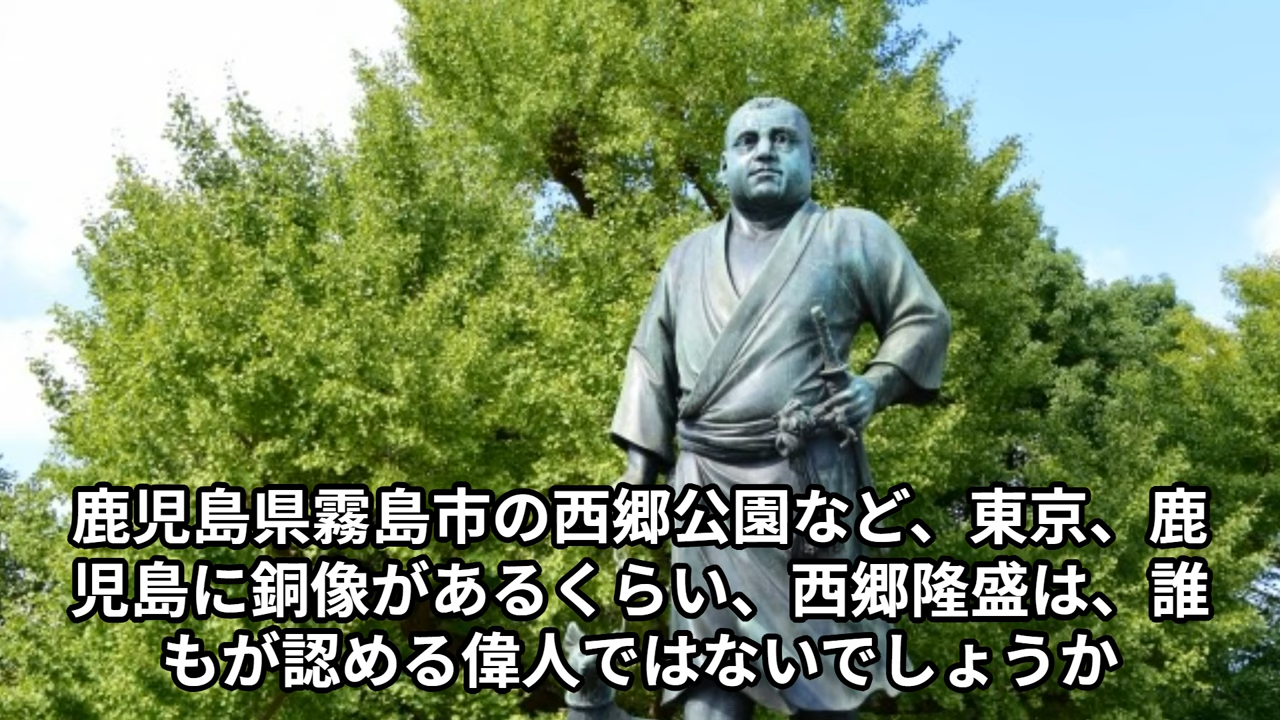 鹿児島県霧島市の西郷公園など、東京、鹿
児島に銅像があるくらい、西郷隆盛は、誰
もが認める偉人ではないでしょうか